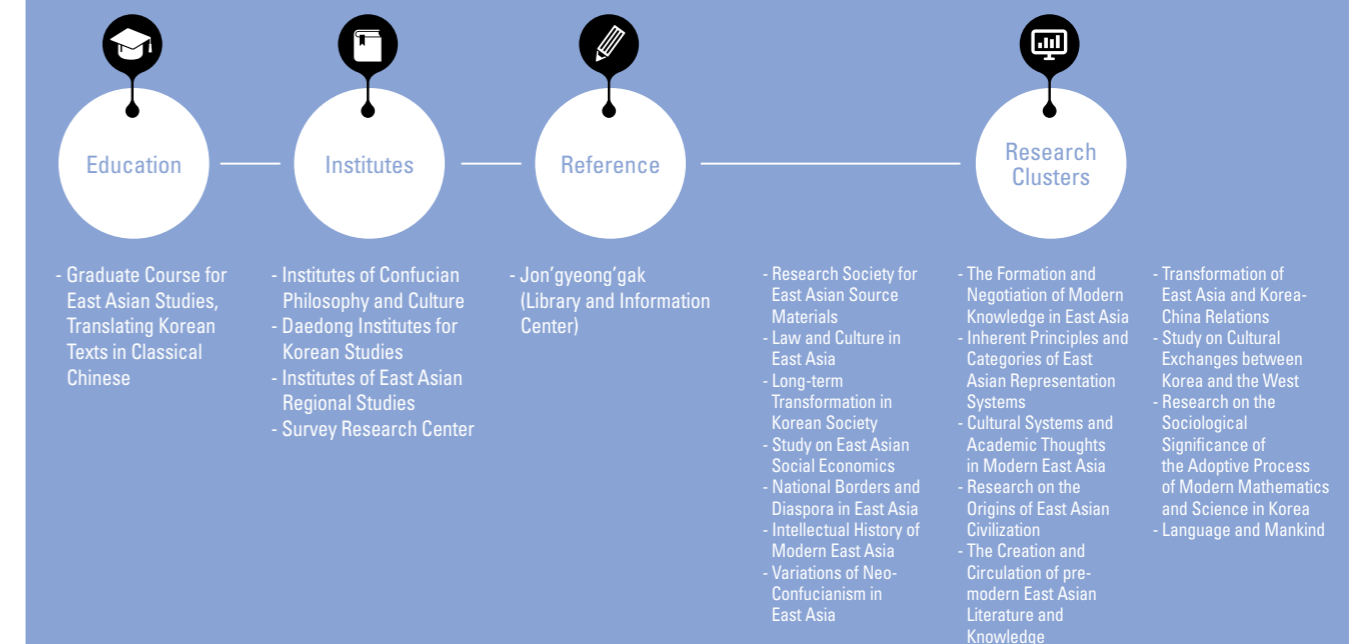 Education
Institutes
Reference
Research
Clusters
- Graduate Course for
East Asian Studies,
Translating Korean
Texts in Classical
Chinese
- Institutes of Confucian
Philosophy and Culture
- Daedong Institutes for
Korean Studies
- Institutes of East Asian
Regional Studies
- Survey Research Center
- Jon’gyeong’gak
(Library and Information
Center)
- Research Society for
East Asian Source
Materials
- Law and Culture in
East Asia
- Long-term
Transformation in
Korean Society
- Study on East Asian
Social Economics
- National Borders and
Diaspora in East Asia
- Intellectual History of
Modern East Asia
- Variations of Neo-
Confucianism in
East Asia
- The Formation and
Negotiation of Modern
Knowledge in East Asia
- Inherent Principles and
Categories of East
Asian Representation
Systems
- Cultural Systems and
Academic Thoughts
in Modern East Asia
- Research on the
Origins of East Asian
Civilization
- The Creation and
Circulation of pre-
modern East Asian
Literature and
Knowledge
- Transformation of
East Asia and Korea-
China Relations
- Study on Cultural
Exchanges between
Korea and the West
- Research on the
Sociological
Significance of
the Adoptive Process
of Modern Mathematics
and Science in Korea
- Language and Mankind